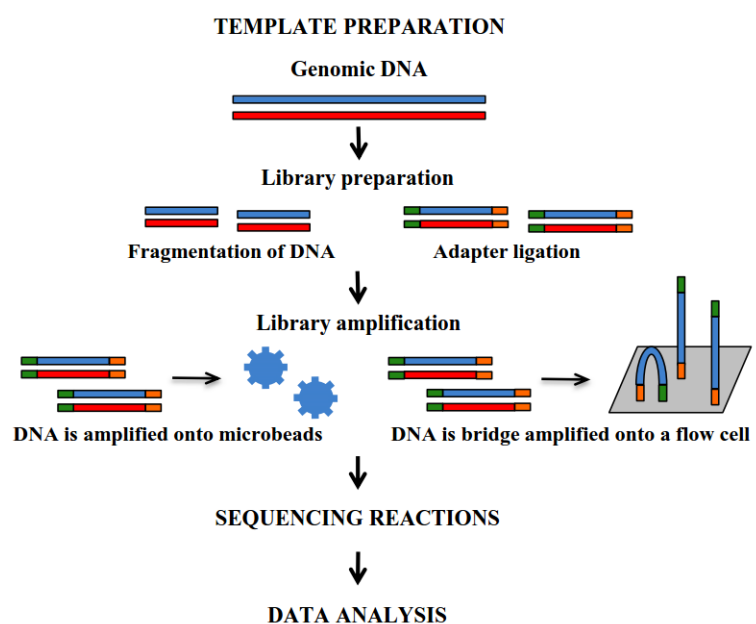 TEMPLATE PREPARATION
Genomic DNA
Library preparation
Fragmentation of DNA
Adapter ligation
Library amplification
DNA is amplified onto microbeads
DNA is bridge amplified onto a flow cell
SEQUENCING REACTIONS
DATA ANALYSIS